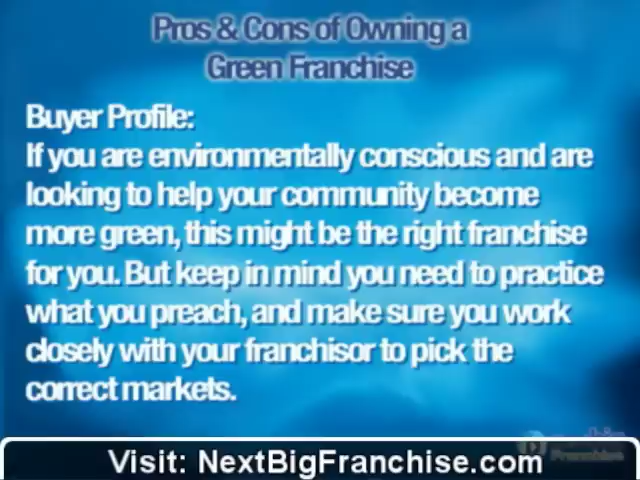 Pros & Cons of Owning a
Green Franchise
Buyer Profile:
If you are environmentally conscious and are
looking to help your community become
more green, this might be the right franchise
for you. But keep in mind you need to practice
what you preach, and make sure you work
closely with your franchisor to pick the
correct markets.
Franchise
Visit: NextBigFranchise.com